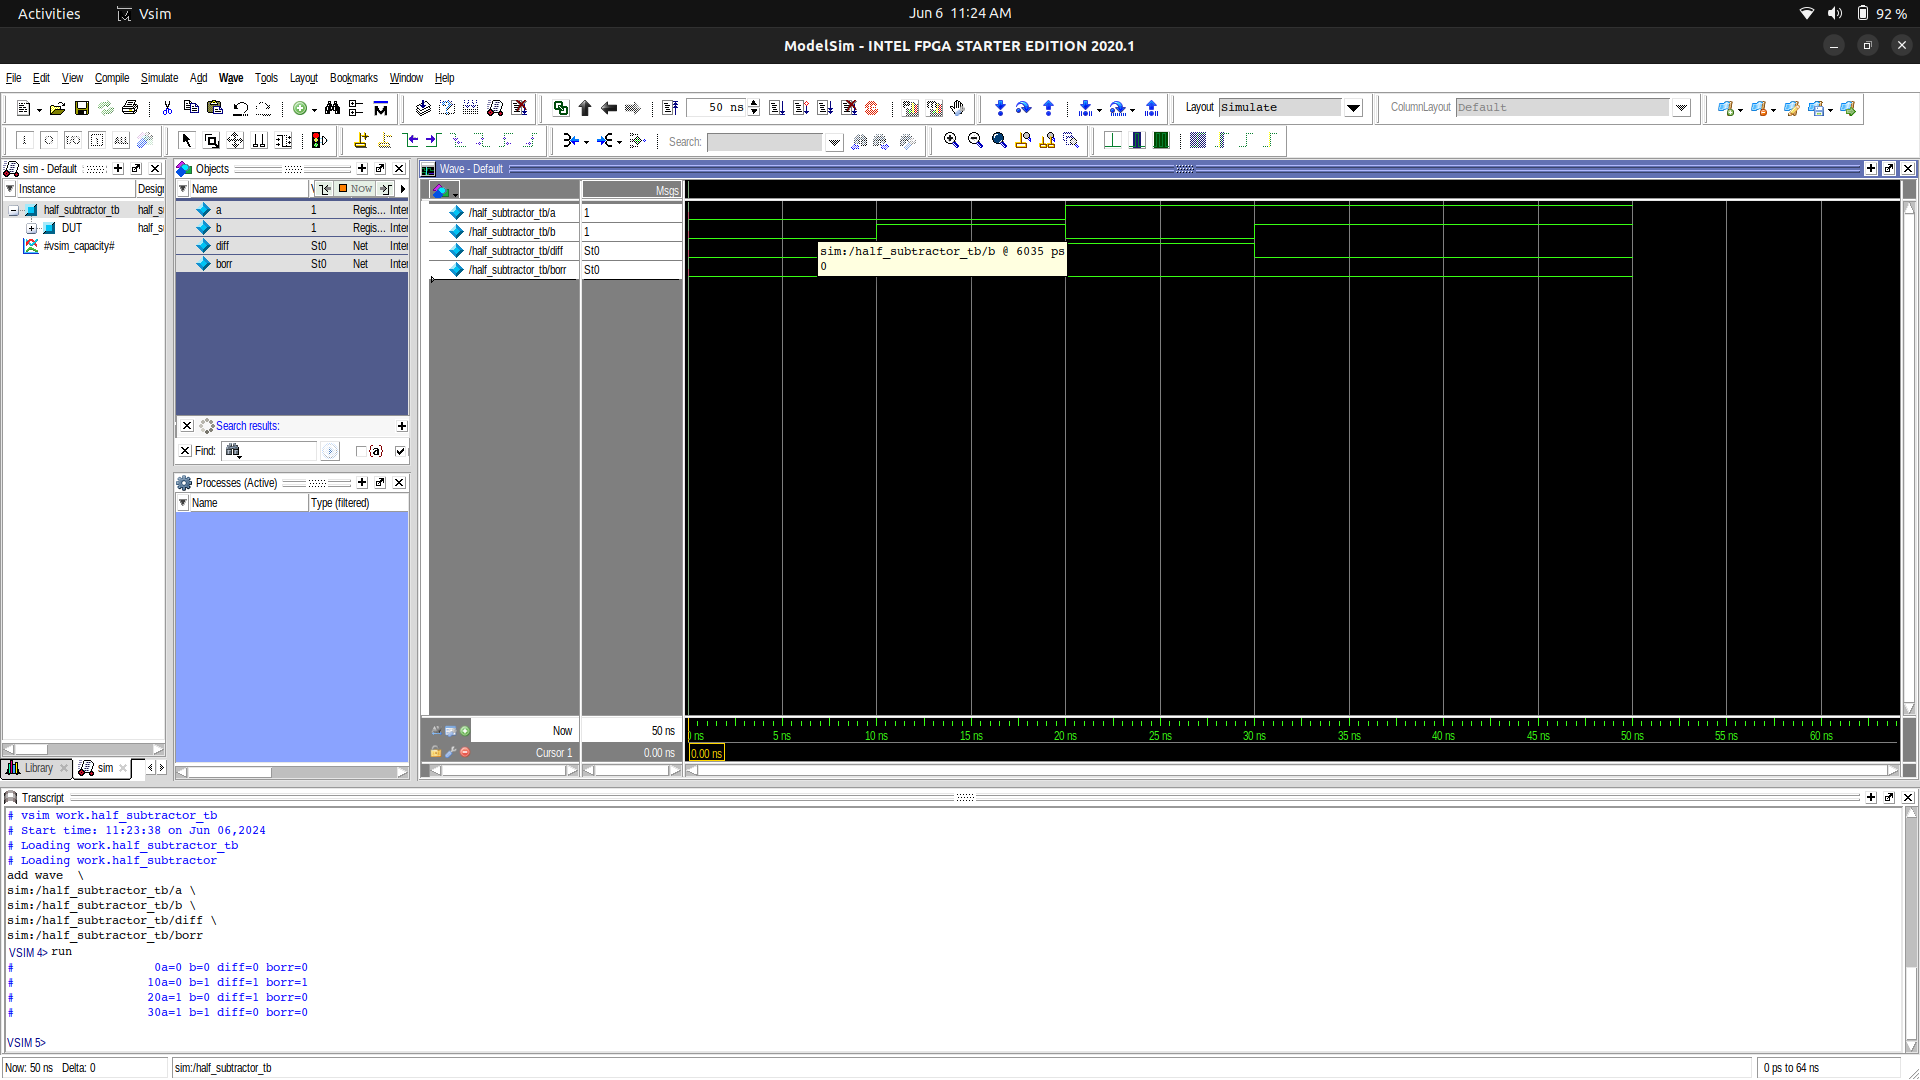 Activities Vsim Jun 6 11:24 AM 92 %
ModelSim - INTEL FPGA STARTER EDITION 2020.1
File Edit View Compile Simulate Add Wave Tools Layout Bookmarks Window Help
50 ns Layout Simulate ColumnLayout Default
Search:
sim - Default
Instance Desig
half_subtractor_tb half_s
DUT half_s
#vsim_capacity#
Library sim
Objects
Name Now
a 1 Regis... Inter
b 1 Regis... Inter
diff St0 Net Inter
borr St0 Net Inter
Search results:
Find: {a}
Processes (Active)
Name Type (filtered)
Wave - Default
Msgs
/half_subtractor_tb/a 1
/half_subtractor_tb/b 1
/half_subtractor_tb/diff St0
/half_subtractor_tb/borr St0
sim:/half_subtractor_tb/b @ 6035 ps
0
Now 50 ns
ns 5 ns 10 ns 15 ns 20 ns 25 ns 30 ns 35 ns 40 ns 45 ns 50 ns 55 ns 60 ns
Cursor 1 0.00 ns 0.00 ns
Transcript
# vsim work.half_subtractor_tb
# Start time: 11:23:38 on Jun 06,2024
# Loading work.half_subtractor_tb
# Loading work.half_subtractor
add wave \
sim:/half_subtractor_tb/a \
sim:/half_subtractor_tb/b \
sim:/half_subtractor_tb/diff \
sim:/half_subtractor_tb/borr
VSIM 4> run
# 0a=0 b=0 diff=0 borr=0
# 10a=0 b=1 diff=1 borr=1
# 20a=1 b=0 diff=1 borr=0
# 30a=1 b=1 diff=0 borr=0
VSIM 5>
Now: 50 ns Delta: 0 sim:/half_subtractor_tb 0 ps to 64 ns